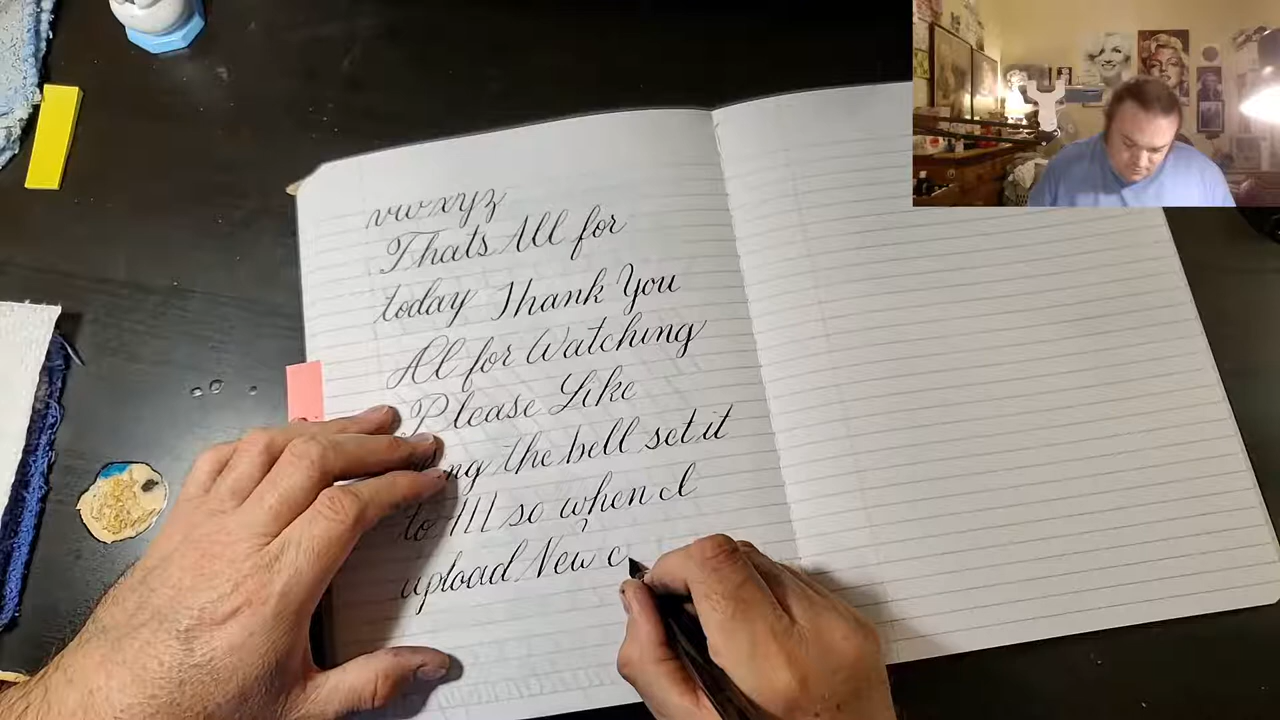 vwxyz
Thats All for
today Thank You
All for Watching
Please Like
the bell set it
to All so when I
upload New c